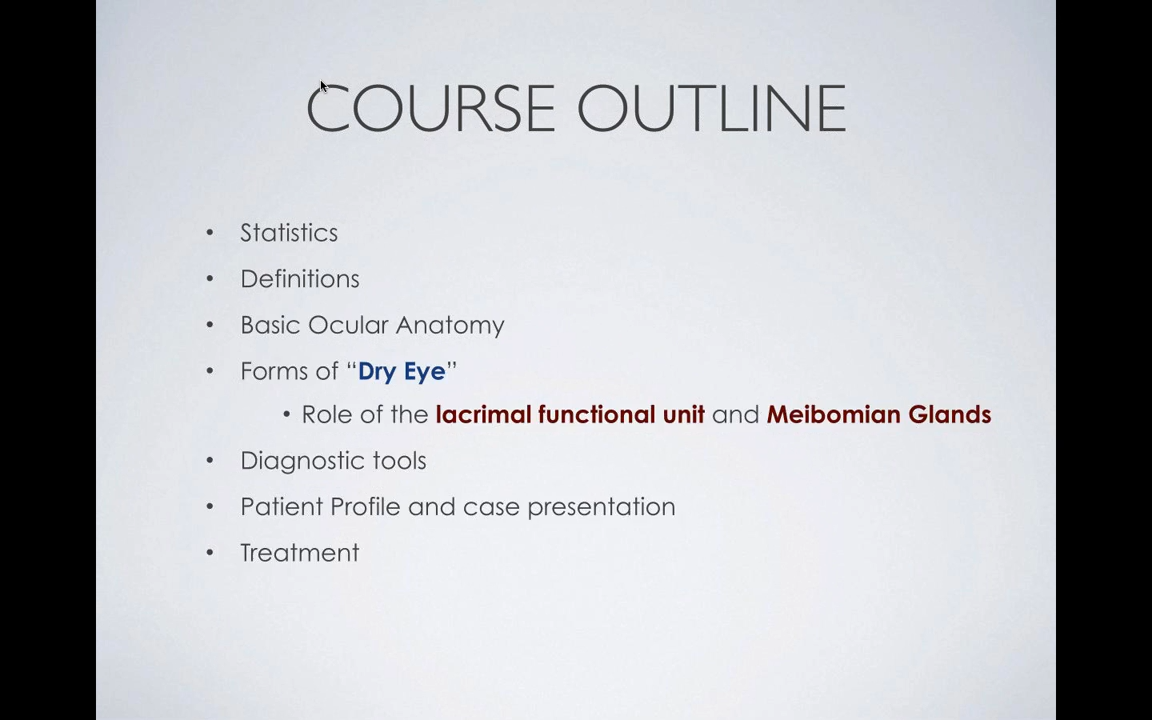 COURSE OUTLINE
• Statistics
• Definitions
• Basic Ocular Anatomy
• Forms of “Dry Eye”
• Role of the lacrimal functional unit and Meibomian Glands
• Diagnostic tools
• Patient Profile and case presentation
• Treatment